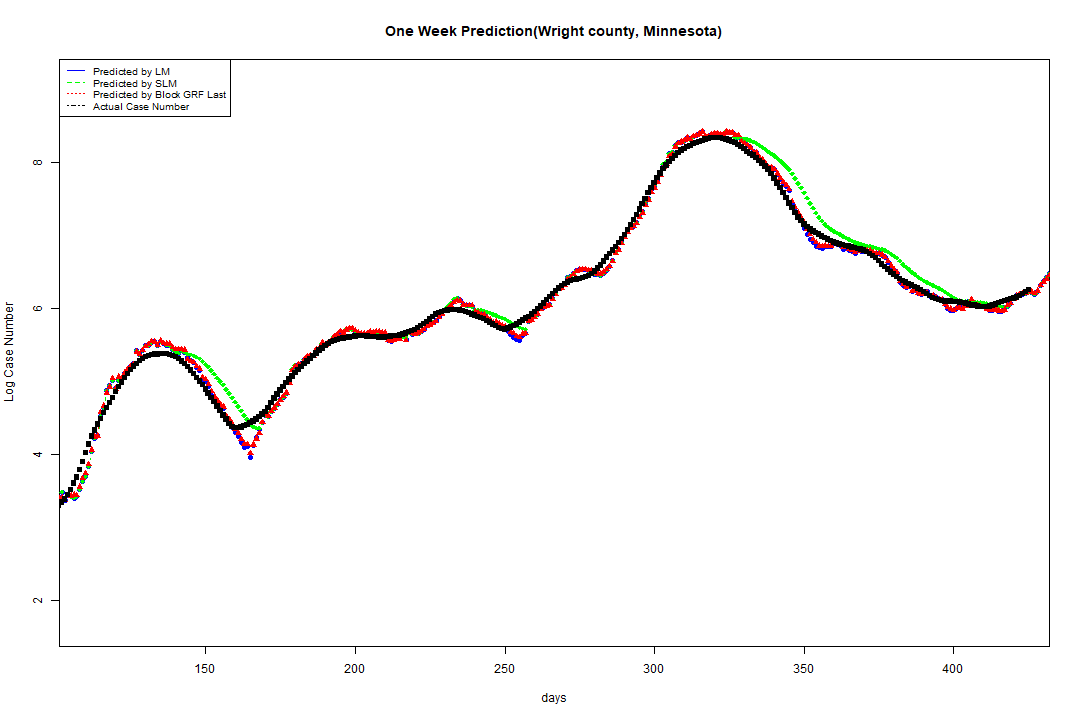 One Week Prediction(Wright county, Minnesota)
Predicted by LM
Predicted by SLM
Predicted by Block GRF Last
Actual Case Number
Log Case Number
8
6
4
2
150 200 250 300 350 400
days